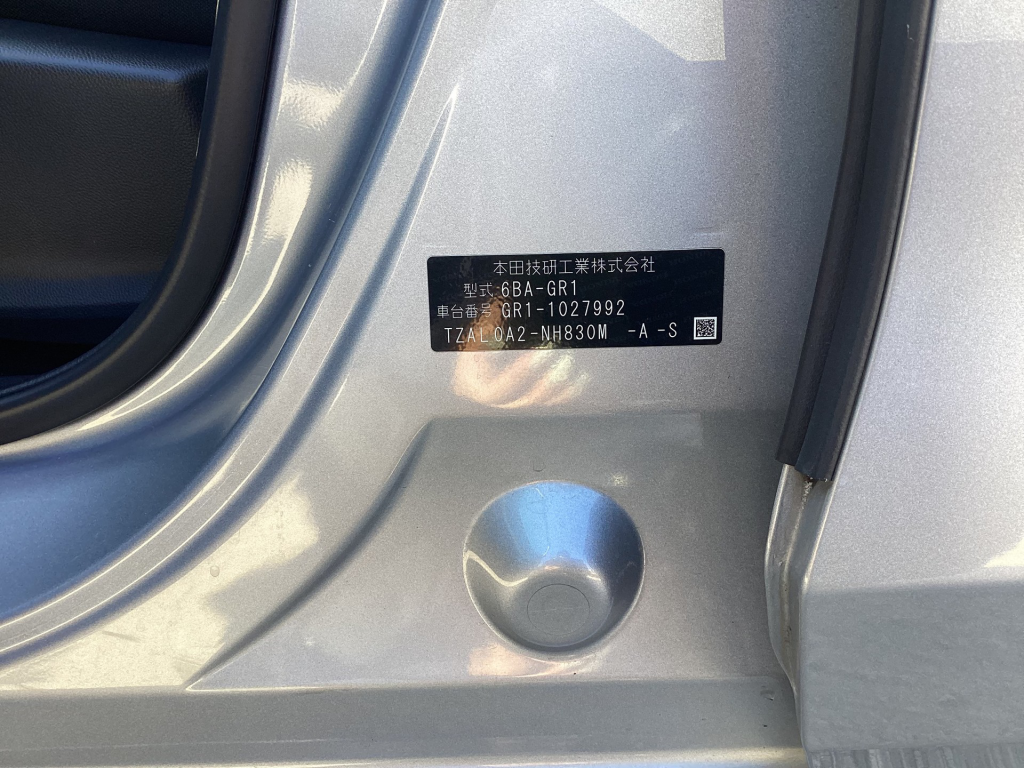 本田技研工業株式会社
型式 6BA-GR1
車台番号 GR1-1027992
TZAL0A2-NH830M -A-S